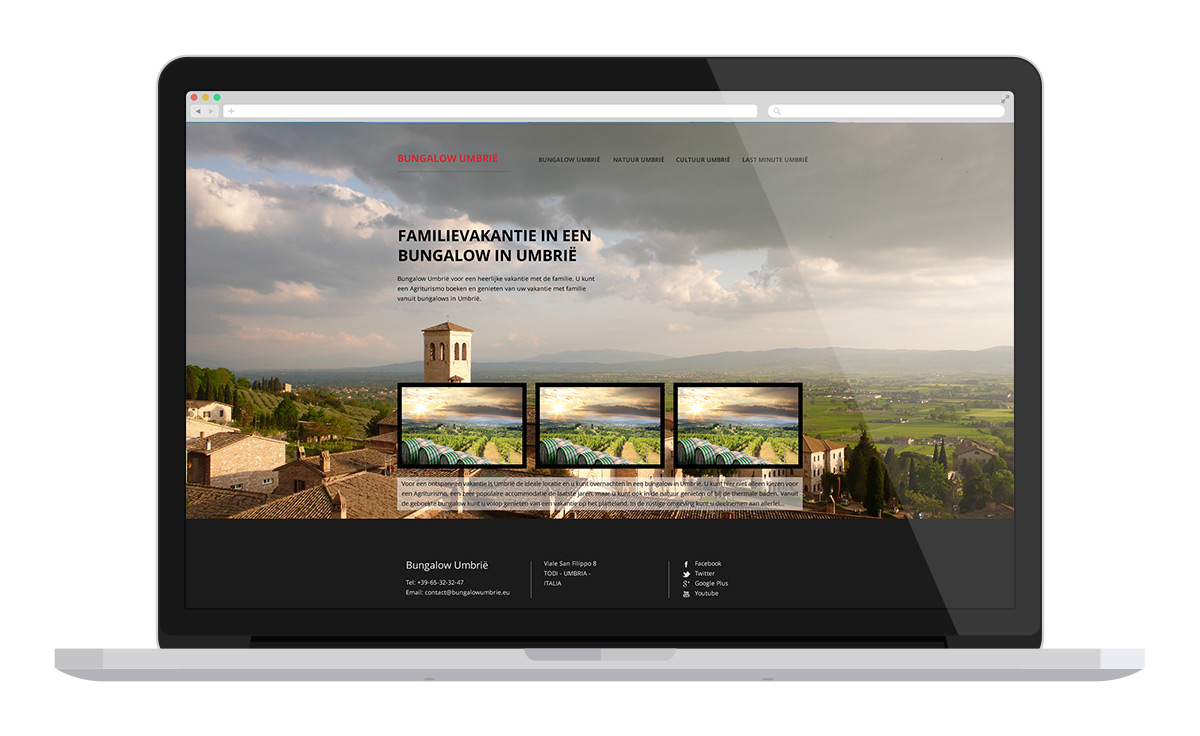 BUNGALOW UMBRIË
BUNGALOW UMBRIË NATUUR UMBRIË CULTUUR UMBRIË LAST MINUTE UMBRIË
FAMILIEVAKANTIE IN EEN
BUNGALOW IN UMBRIË
Bungalow Umbrië voor een heerlijke vakantie met de familie. U kunt
een Agriturismo boeken en genieten van uw vakantie met familie
vanuit bungalows in Umbrië.
Voor een ontspannen vakantie is Umbrië de ideale locatie en u kunt overnachten in een bungalow in Umbrië. U kunt hier niet alleen kiezen voor
een Agriturismo, een zeer populaire accommodatie de laatste jaren, maar u kunt ook in de natuur genieten of bij de thermale baden. Vanuit
de geboekte bungalow kunt u volop genieten van een vakantie op het platteland. In de rustige omgeving kunt u deelnemen aan allerlei...
Bungalow Umbrië
Tel: +39-65-32-32-47
Email: contact@bungalowumbrie.eu
Viale San Filippo 8
TODI - UMBRIA -
ITALIA
Facebook
Twitter
Google Plus
Youtube